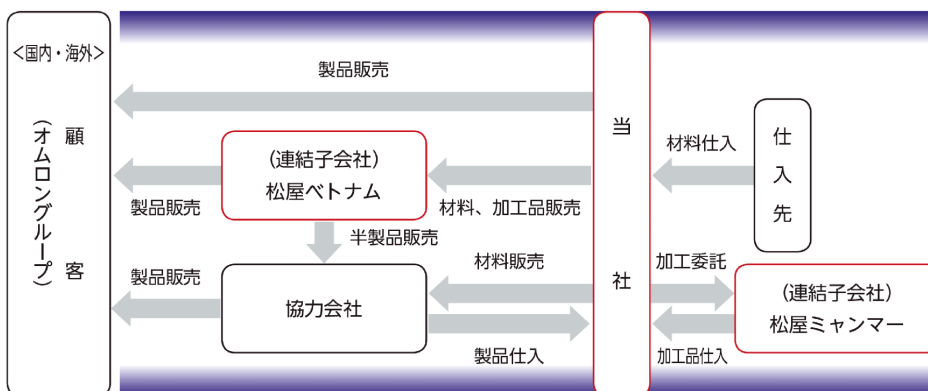 <国内・海外>
顧客
(オムロングループ)
製品販売
当社
材料仕入
仕入先
(連結子会社)
松屋ベトナム
製品販売
材料、加工品販売
半製品販売
製品販売
協力会社
材料販売
製品仕入
加工委託
加工品仕入
(連結子会社)
松屋ミャンマー